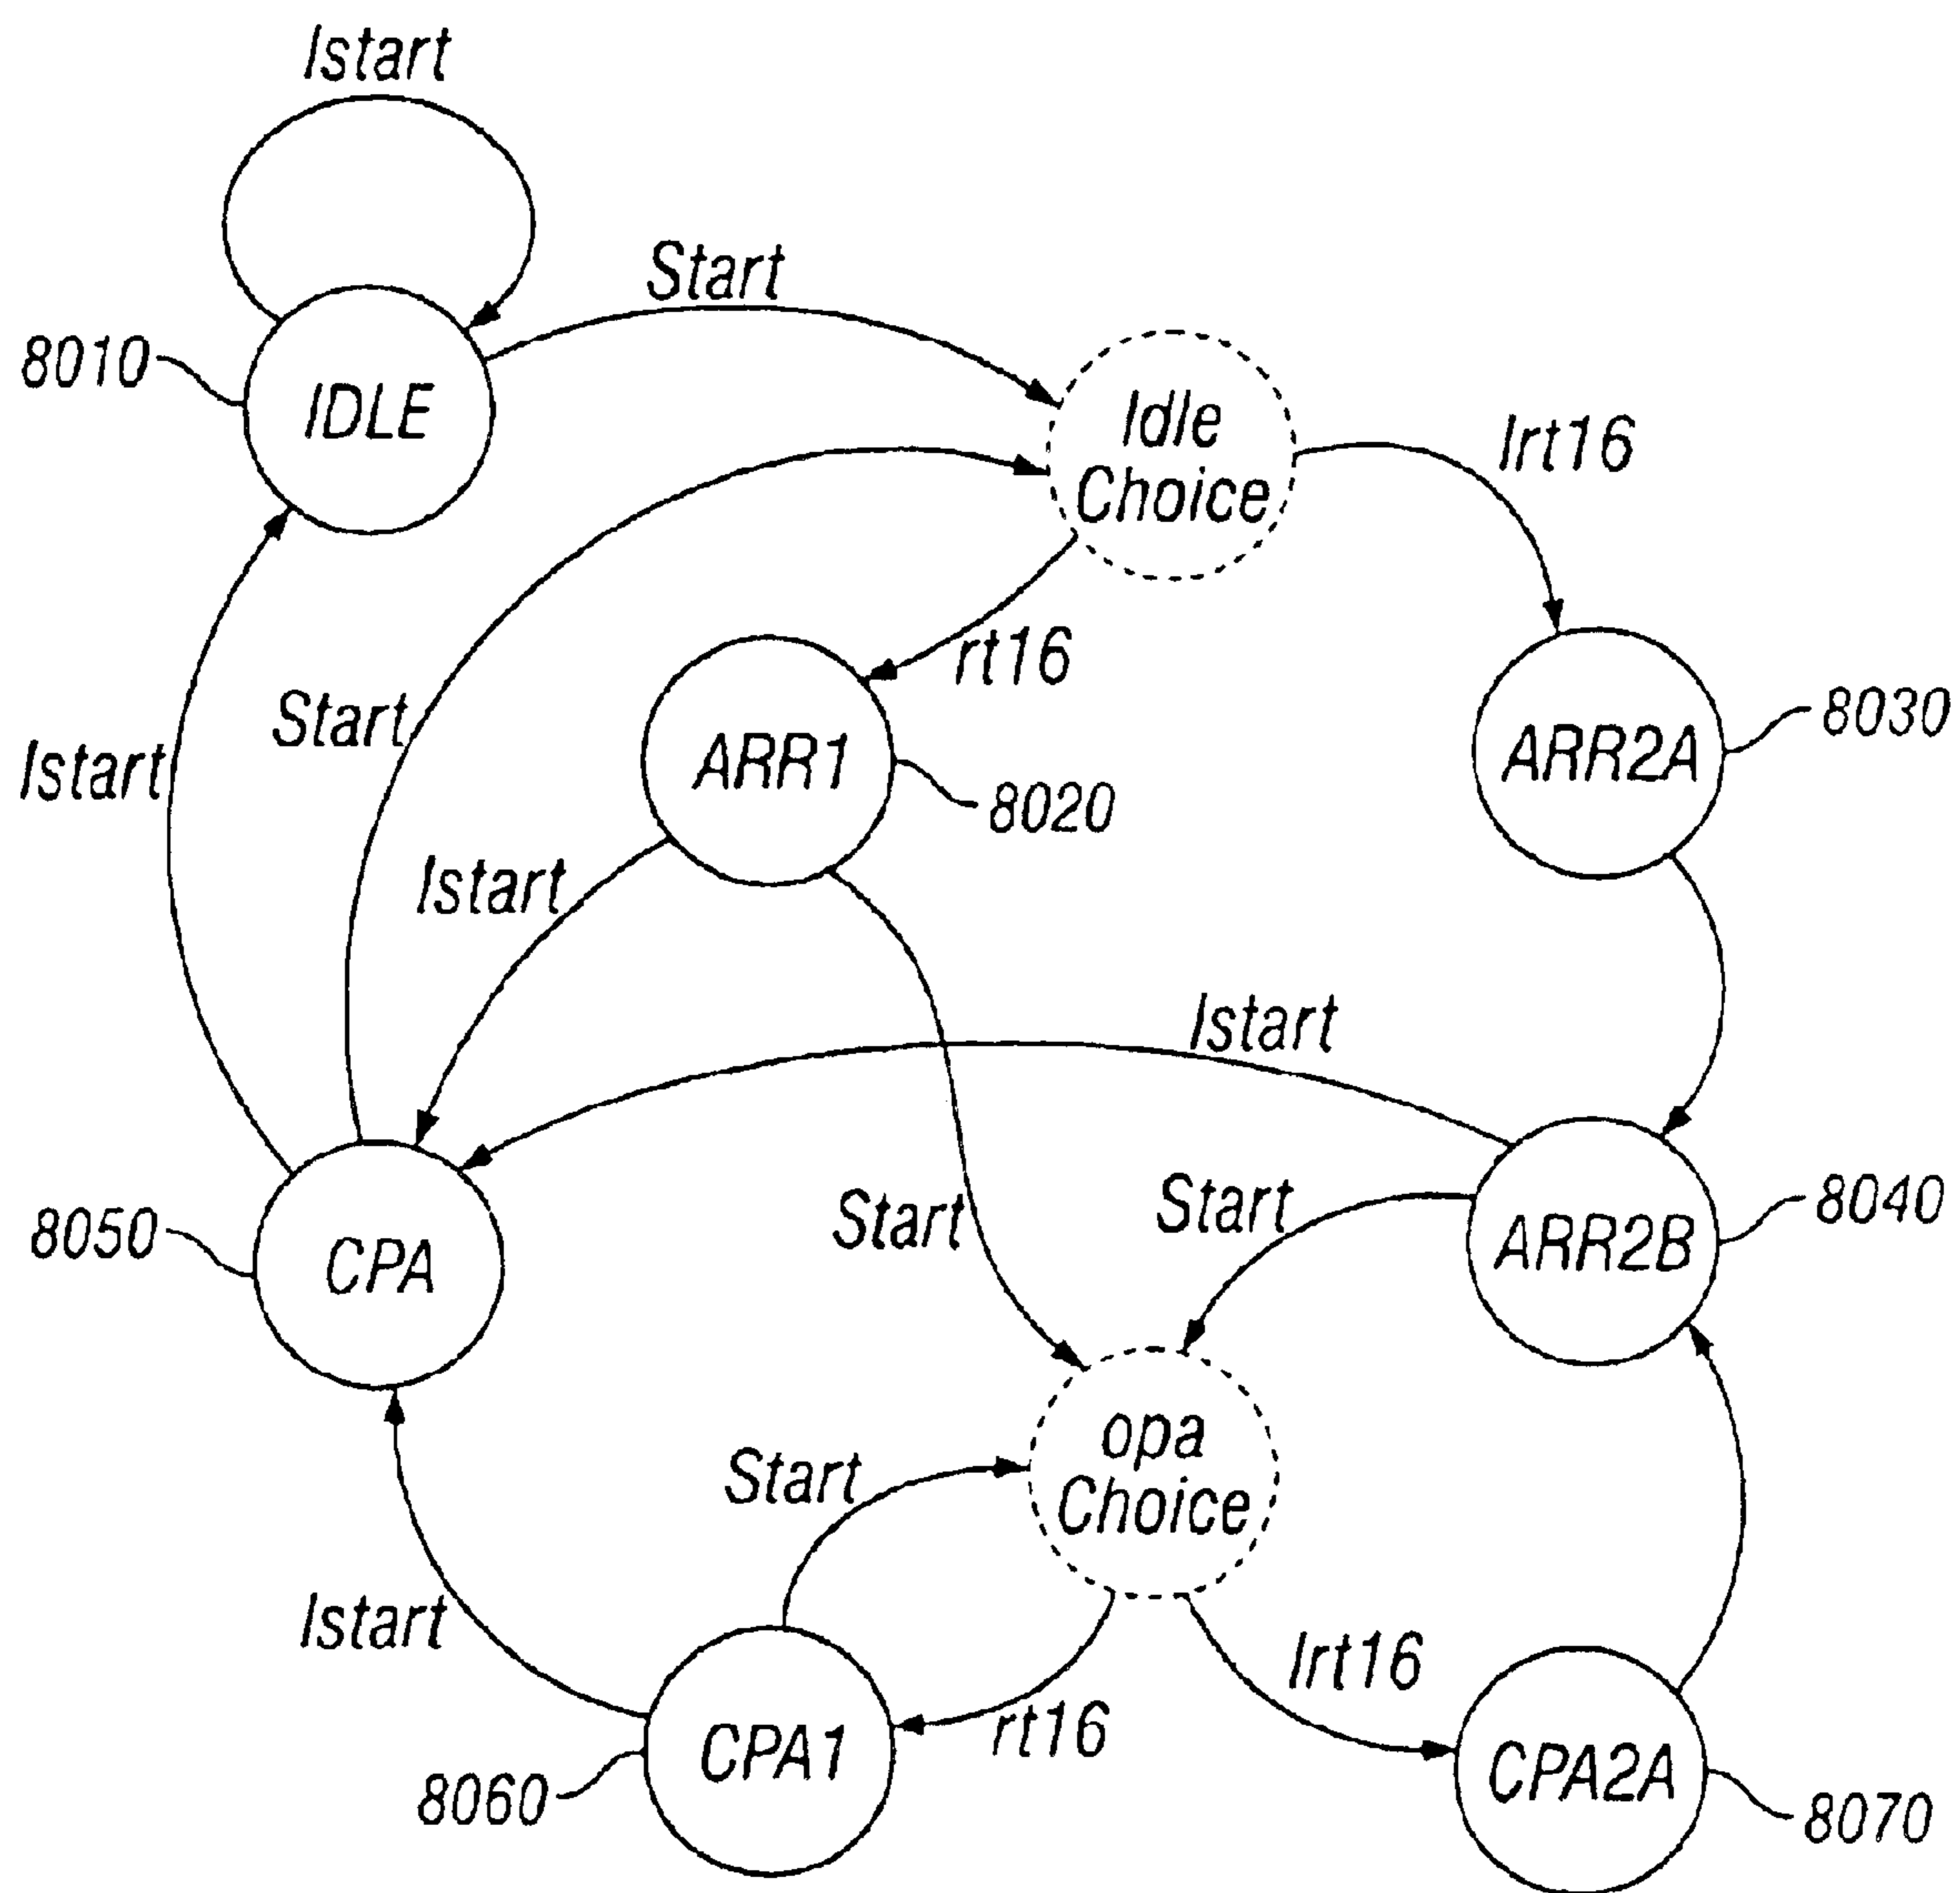 Istart
Start
8010
IDLE
Idle
Choice
Irt16
rt16
Start
Istart
ARR1
8020
ARR2A
8030
Istart
Istart
Start
Start
8040
ARR2B
8050
CPA
opa
Choice
Start
Istart
Irt16
rt16
CPA1
8060
CPA2A
8070